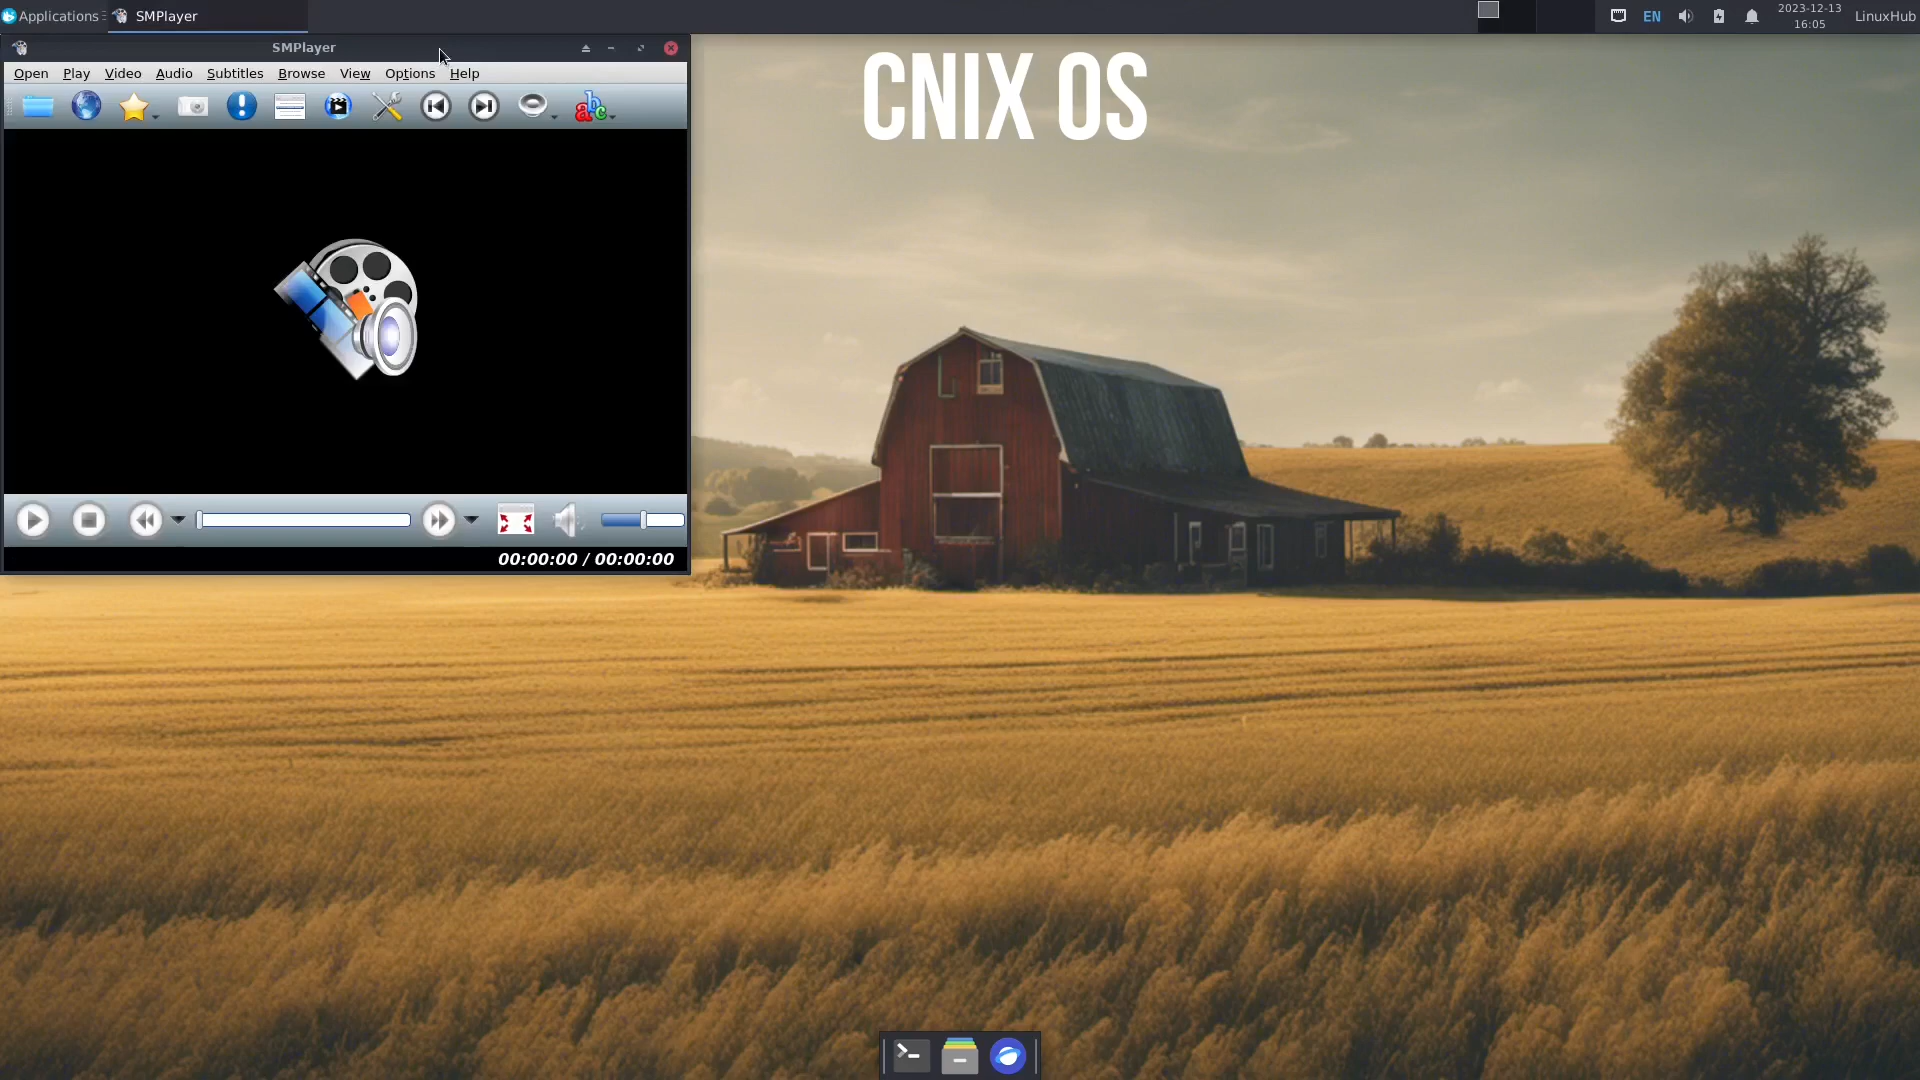 Applications
SMPlayer
EN
2023-12-13
16:05
LinuxHub
SMPlayer
Open Play Video Audio Subtitles Browse View Options Help
abc
00:00:00 / 00:00:00
CNIX OS